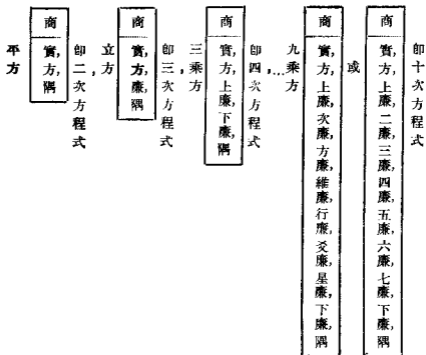 平方
商
實,方,隅
即二次方程式,
立方
商
實,方,廉,隅
即三次方程式,
三乘方
商
實,方,上廉,下廉,隅
即四次方程式,…
九乘方
商
實,方,上廉,次廉,方廉,維廉,行廉,爻廉,星廉,下廉,隅
或
商
實,方,上廉,二廉,三廉,四廉,五廉,六廉,七廉,下廉,隅
即十次方程式